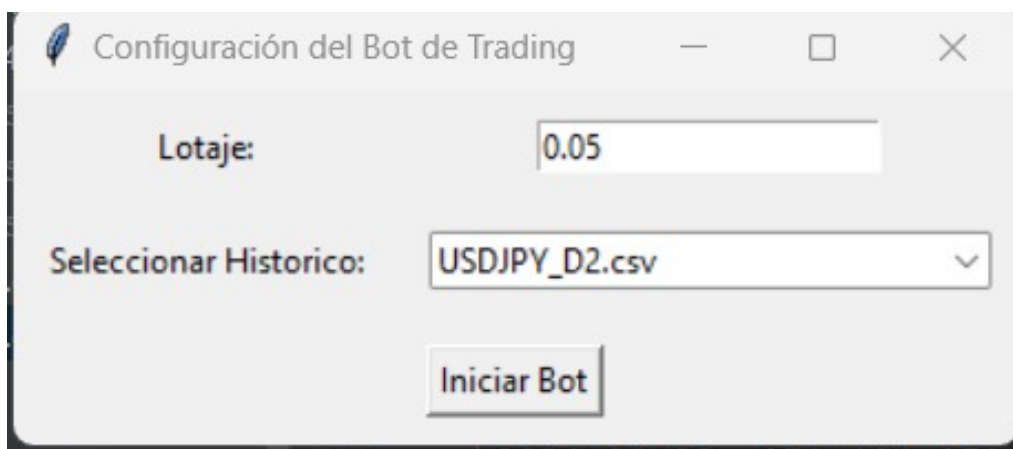 Configuración del Bot de Trading
Lotaje: 0.05
Seleccionar Historico: USDJPY_D2.csv
Iniciar Bot